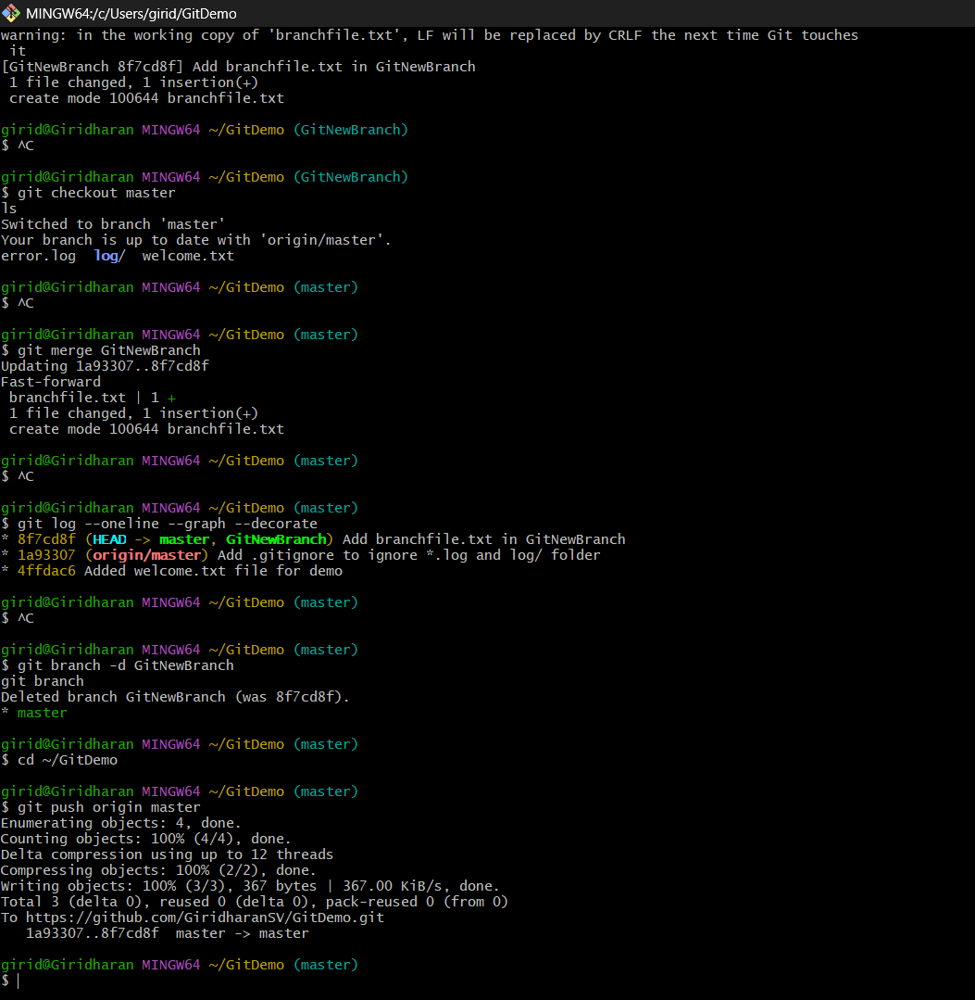 MINGW64:/c/Users/girid/GitDemo
warning: in the working copy of 'branchfile.txt', LF will be replaced by CRLF the next time Git touches
 it
[GitNewBranch 8f7cd8f] Add branchfile.txt in GitNewBranch
 1 file changed, 1 insertion(+)
 create mode 100644 branchfile.txt
girid@Giridharan MINGW64 ~/GitDemo (GitNewBranch)
$ ^C
girid@Giridharan MINGW64 ~/GitDemo (GitNewBranch)
$ git checkout master
ls
Switched to branch 'master'
Your branch is up to date with 'origin/master'.
error.log  log/  welcome.txt
girid@Giridharan MINGW64 ~/GitDemo (master)
$ ^C
girid@Giridharan MINGW64 ~/GitDemo (master)
$ git merge GitNewBranch
Updating 1a93307..8f7cd8f
Fast-forward
 branchfile.txt | 1 +
 1 file changed, 1 insertion(+)
 create mode 100644 branchfile.txt
girid@Giridharan MINGW64 ~/GitDemo (master)
$ ^C
girid@Giridharan MINGW64 ~/GitDemo (master)
$ git log --oneline --graph --decorate
* 8f7cd8f (HEAD -> master, GitNewBranch) Add branchfile.txt in GitNewBranch
* 1a93307 (origin/master) Add .gitignore to ignore *.log and log/ folder
* 4ffdac6 Added welcome.txt file for demo
girid@Giridharan MINGW64 ~/GitDemo (master)
$ ^C
girid@Giridharan MINGW64 ~/GitDemo (master)
$ git branch -d GitNewBranch
git branch
Deleted branch GitNewBranch (was 8f7cd8f).
* master
girid@Giridharan MINGW64 ~/GitDemo (master)
$ cd ~/GitDemo
girid@Giridharan MINGW64 ~/GitDemo (master)
$ git push origin master
Enumerating objects: 4, done.
Counting objects: 100% (4/4), done.
Delta compression using up to 12 threads
Compressing objects: 100% (2/2), done.
Writing objects: 100% (3/3), 367 bytes | 367.00 KiB/s, done.
Total 3 (delta 0), reused 0 (delta 0), pack-reused 0 (from 0)
To https://github.com/GiridharanSV/GitDemo.git
   1a93307..8f7cd8f  master -> master
girid@Giridharan MINGW64 ~/GitDemo (master)
$